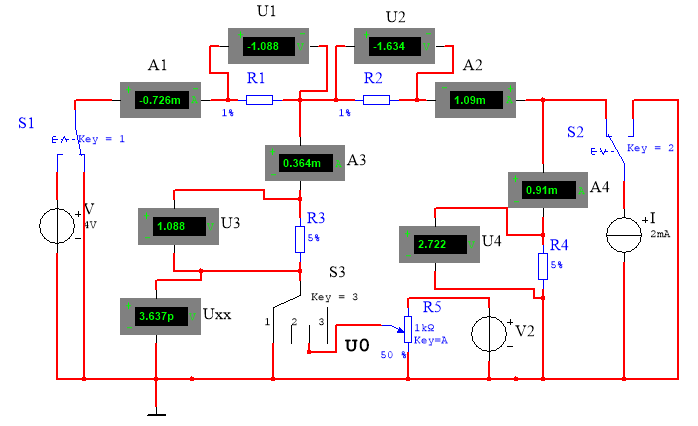 U1
U2
-1.088 V
-1.634 V
A1
R1
R2
A2
-0.726m A
1.09m A
1%
1%
S1
Key = 1
S2
Key = 2
A3
0.364m A
A4
0.91m A
V
4V
U3
1.088 V
R3
5%
U4
2.722 V
R4
5%
I
2mA
S3
Key = 3
Uxx
3.637p V
1 2 3
U0
R5
1kΩ
Key=A
50 %
V2